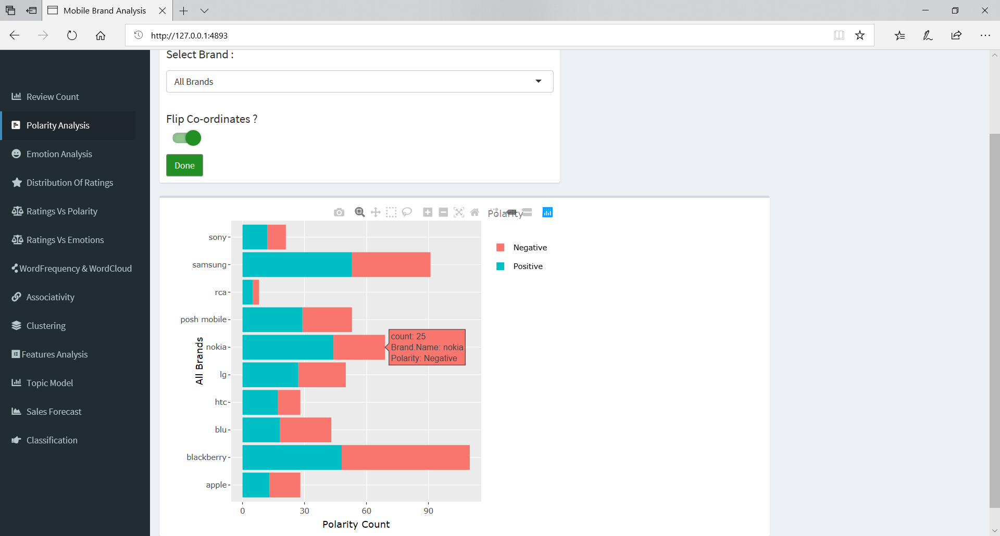 Mobile Brand Analysis
http://127.0.0.1:4893
Select Brand :
All Brands
Flip Co-ordinates ?
Done
Review Count
Polarity Analysis
Emotion Analysis
Distribution Of Ratings
Ratings Vs Polarity
Ratings Vs Emotions
WordFrequency & WordCloud
Associativity
Clustering
Features Analysis
Topic Model
Sales Forecast
Classification
Polarity
Negative
Positive
sony
samsung
rca
posh mobile
nokia
lg
htc
blu
blackberry
apple
All Brands
count: 25
Brand.Name: nokia
Polarity: Negative
0 30 60 90
Polarity Count